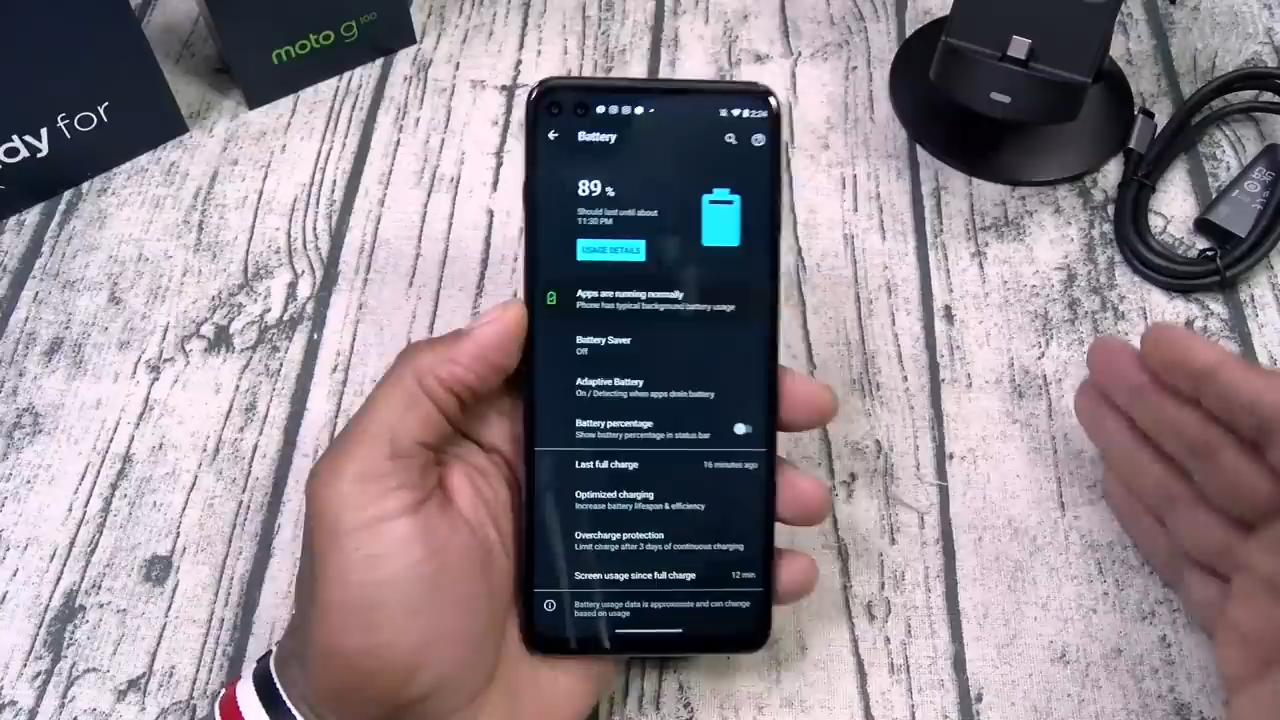 moto g 100
dy for
Battery
89 %
Should last until about
11:30 PM
USAGE DETAILS
Apps are running normally
Phone has typical background battery usage
Battery Saver
Off
Adaptive Battery
On / Detecting when apps drain battery
Battery percentage
Show battery percentage in status bar
Last full charge 16 minutes ago
Optimized charging
Increase battery lifespan & efficiency
Overcharge protection
Limit charge after 3 days of continuous charging
Screen usage since full charge 12 min
Battery usage data is approximate and can change
based on usage